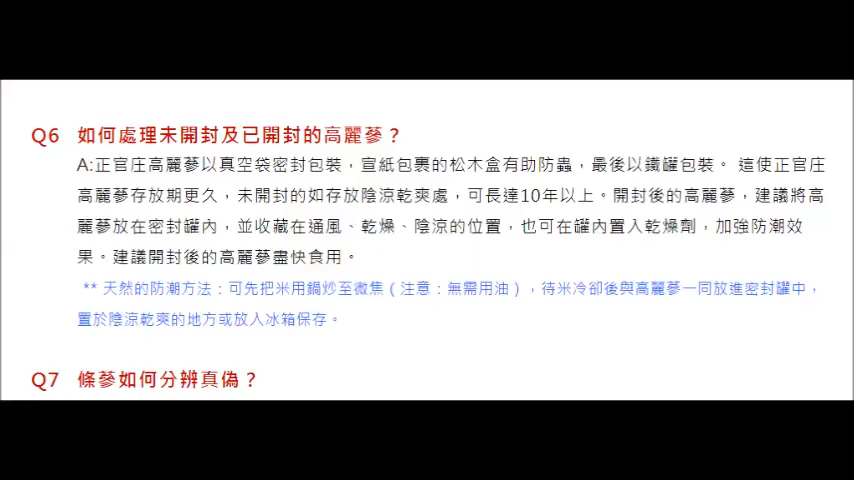 Q6 如何處理未開封及已開封的高麗蔘？
A:正官庄高麗蔘以真空袋密封包裝，宣紙包裹的松木盒有助防蟲，最後以鐵罐包裝。 這使正官庄
高麗蔘存放期更久，未開封的如存放陰涼乾爽處，可長達10年以上。開封後的高麗蔘，建議將高
麗蔘放在密封罐內，並收藏在通風、乾燥、陰涼的位置，也可在罐內置入乾燥劑，加強防潮效
果。建議開封後的高麗蔘盡快食用。
** 天然的防潮方法：可先把米用鍋炒至微焦（注意：無需用油），待米冷卻後與高麗蔘一同放進密封罐中，
置於陰涼乾爽的地方或放入冰箱保存。
Q7 條蔘如何分辨真偽？